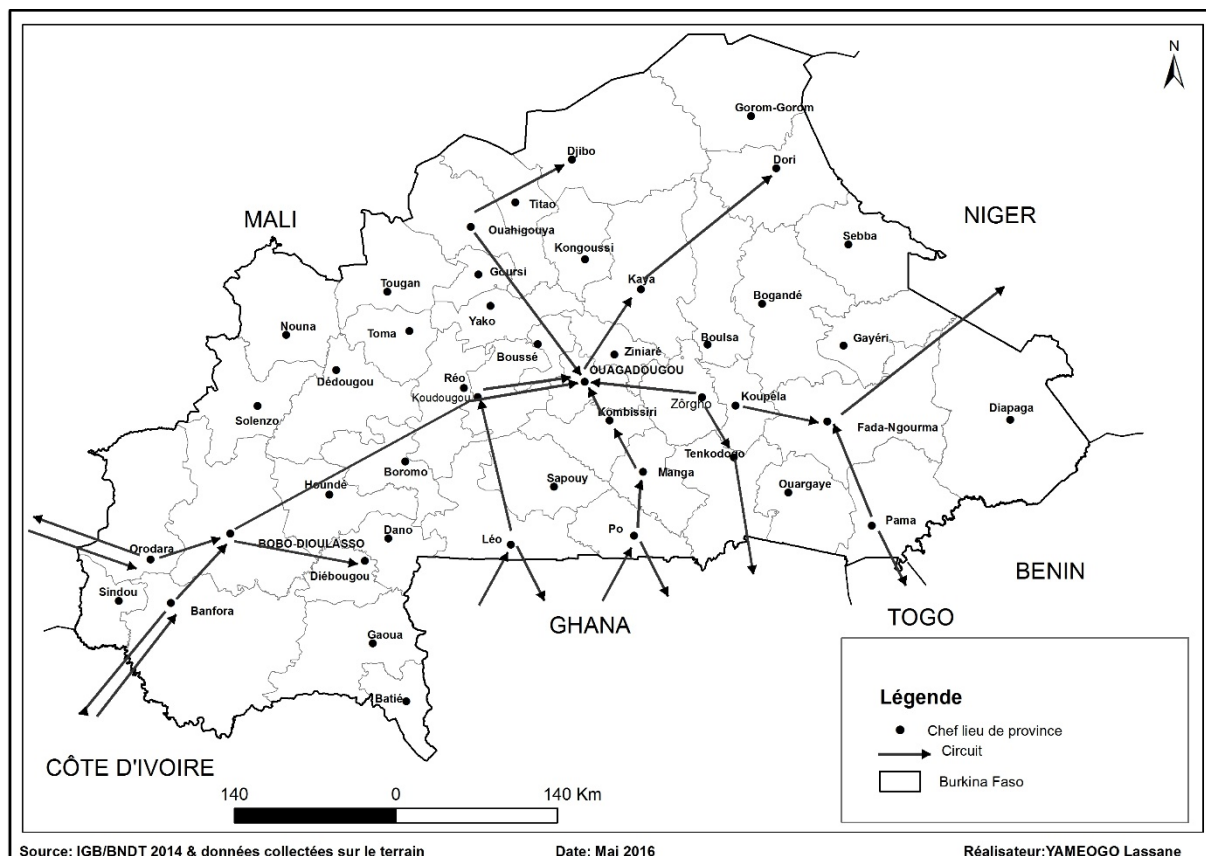 N
Gorom-Gorom
Djibo
Dori
Titao
MALI
Ouahigouya
NIGER
Sebba
Kongoussi
Goursi
Kaya
Tougan
Bogandé
Yako
Nouna
Toma
Boulsa
Gayéri
Boussé
Ziniaré
OUAGADOUGOU
Dédougou
Réo
Koudougou
Zôrgho
Koupéla
Solenzo
Kombissiri
Fada-Ngourma
Diapaga
Tenkodogo
Boromo
Manga
Sapouy
Houndé
Ouargaye
Pama
Dano
Po
Léo
Orodara
BOBO-DIOULASSO
Diébougou
BENIN
Sindou
Banfora
GHANA
TOGO
Gaoua
Batié
CÔTE D'IVOIRE
Légende
Chef lieu de province
Circuit
Burkina Faso
140 0 140 Km
Source: IGB/BNDT 2014 & données collectées sur le terrain Date: Mai 2016 Réalisateur:YAMEOGO Lassane